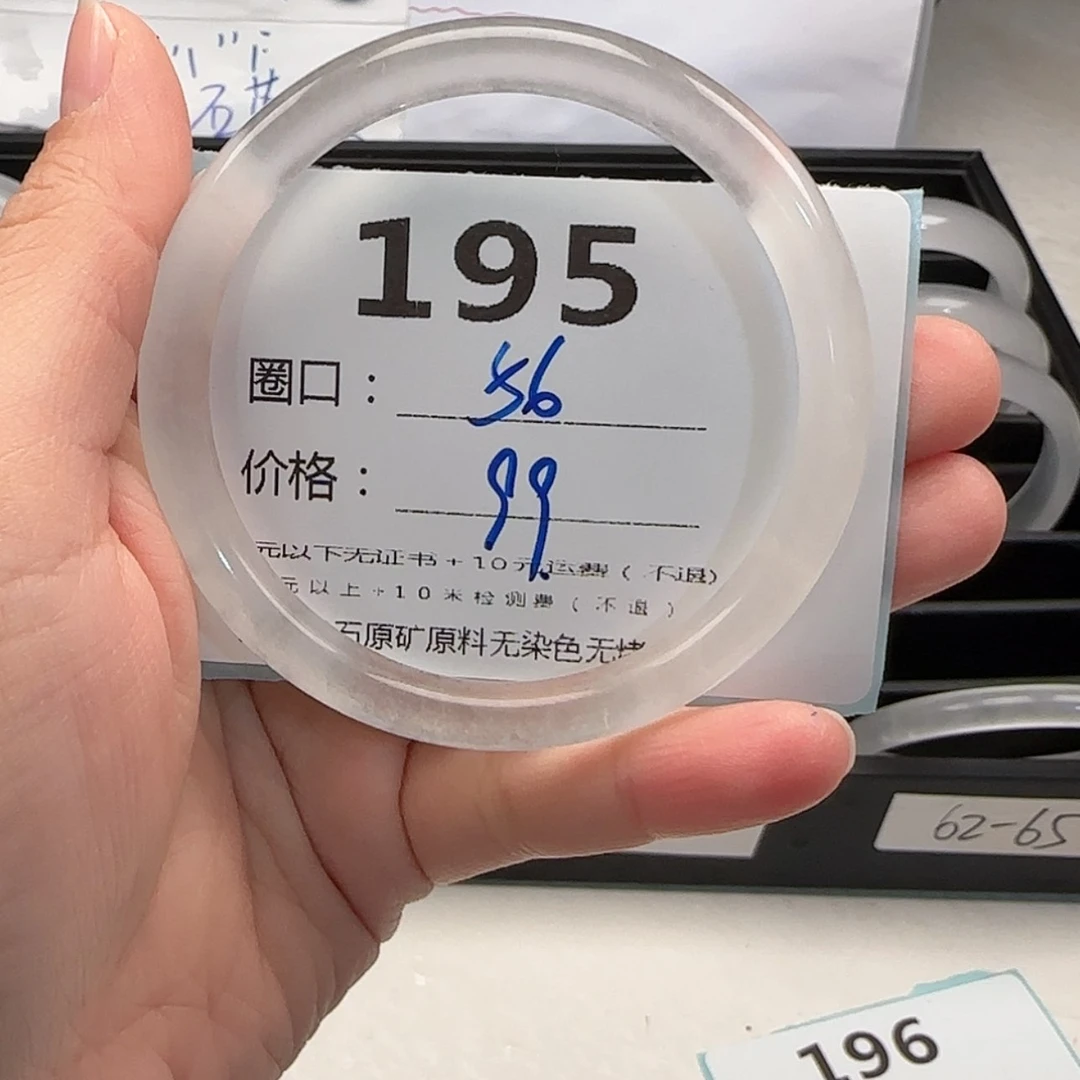 195
圈口：56
价格：99
元以下无证书+10元运费（不退）
元以上+10米检测费（不退）
石原矿原料无染色无烤
62-65
196